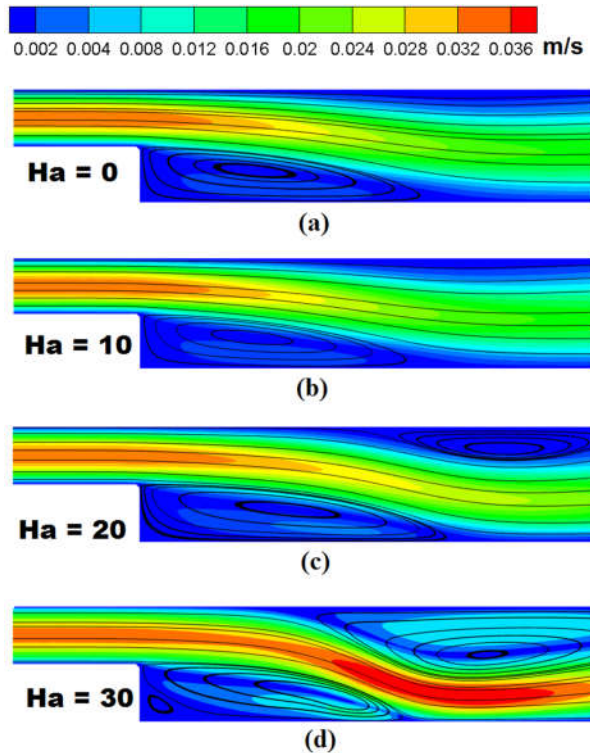 0.002 0.004 0.008 0.012 0.016 0.02 0.024 0.028 0.032 0.036 m/s
Ha = 0
(a)
Ha = 10
(b)
Ha = 20
(c)
Ha = 30
(d)